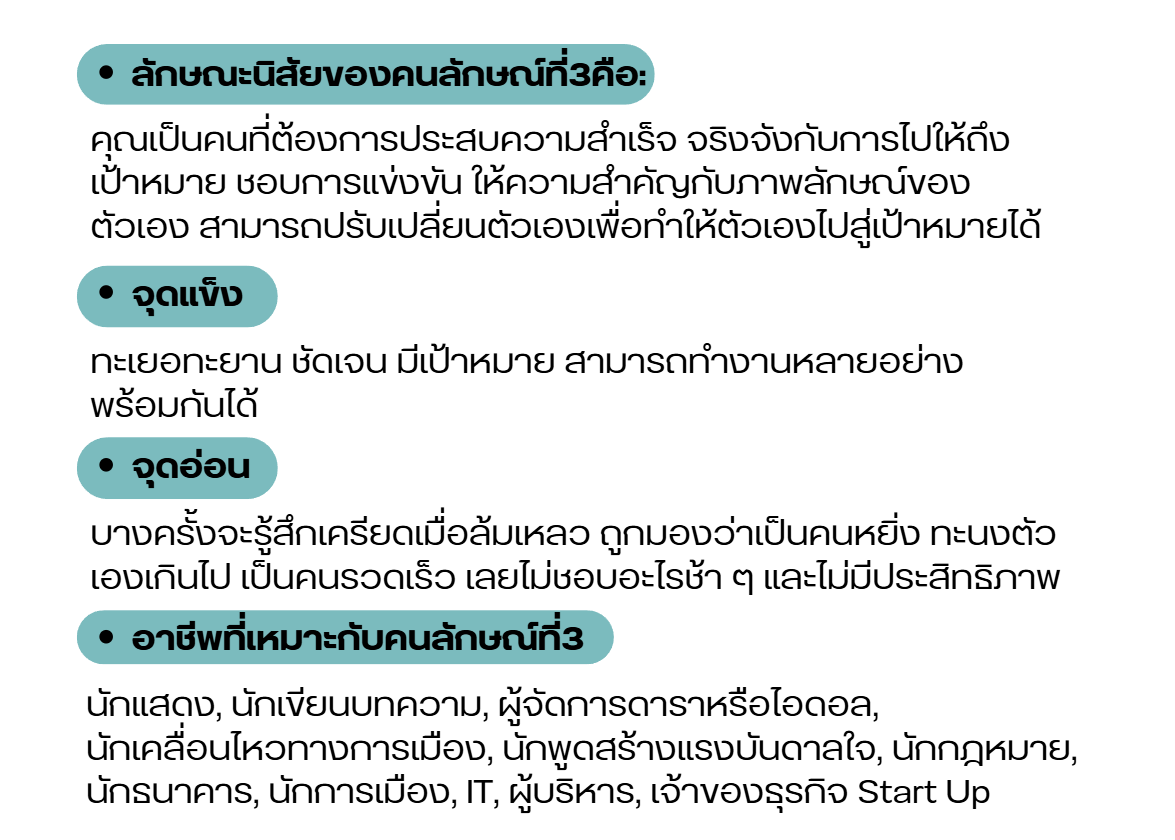 • ลักษณะนิสัยของคนลักษณ์ที่3คือ:
คุณเป็นคนที่ต้องการประสบความสำเร็จ จริงจังกับการไปให้ถึง
เป้าหมาย ชอบการแข่งขัน ให้ความสำคัญกับภาพลักษณ์ของ
ตัวเอง สามารถปรับเปลี่ยนตัวเองเพื่อทำให้ตัวเองไปสู่เป้าหมายได้
• จุดแข็ง
ทะเยอทะยาน ชัดเจน มีเป้าหมาย สามารถทำงานหลายอย่าง
พร้อมกันได้
• จุดอ่อน
บางครั้งจะรู้สึกเครียดเมื่อล้มเหลว ถูกมองว่าเป็นคนหยิ่ง ทะนงตัว
เองเกินไป เป็นคนรวดเร็ว เลยไม่ชอบอะไรช้า ๆ และไม่มีประสิทธิภาพ
• อาชีพที่เหมาะกับคนลักษณ์ที่3
นักแสดง, นักเขียนบทความ, ผู้จัดการดาราหรือไอดอล,
นักเคลื่อนไหวทางการเมือง, นักพูดสร้างแรงบันดาลใจ, นักกฎหมาย,
นักธนาคาร, นักการเมือง, IT, ผู้บริหาร, เจ้าของธุรกิจ Start Up